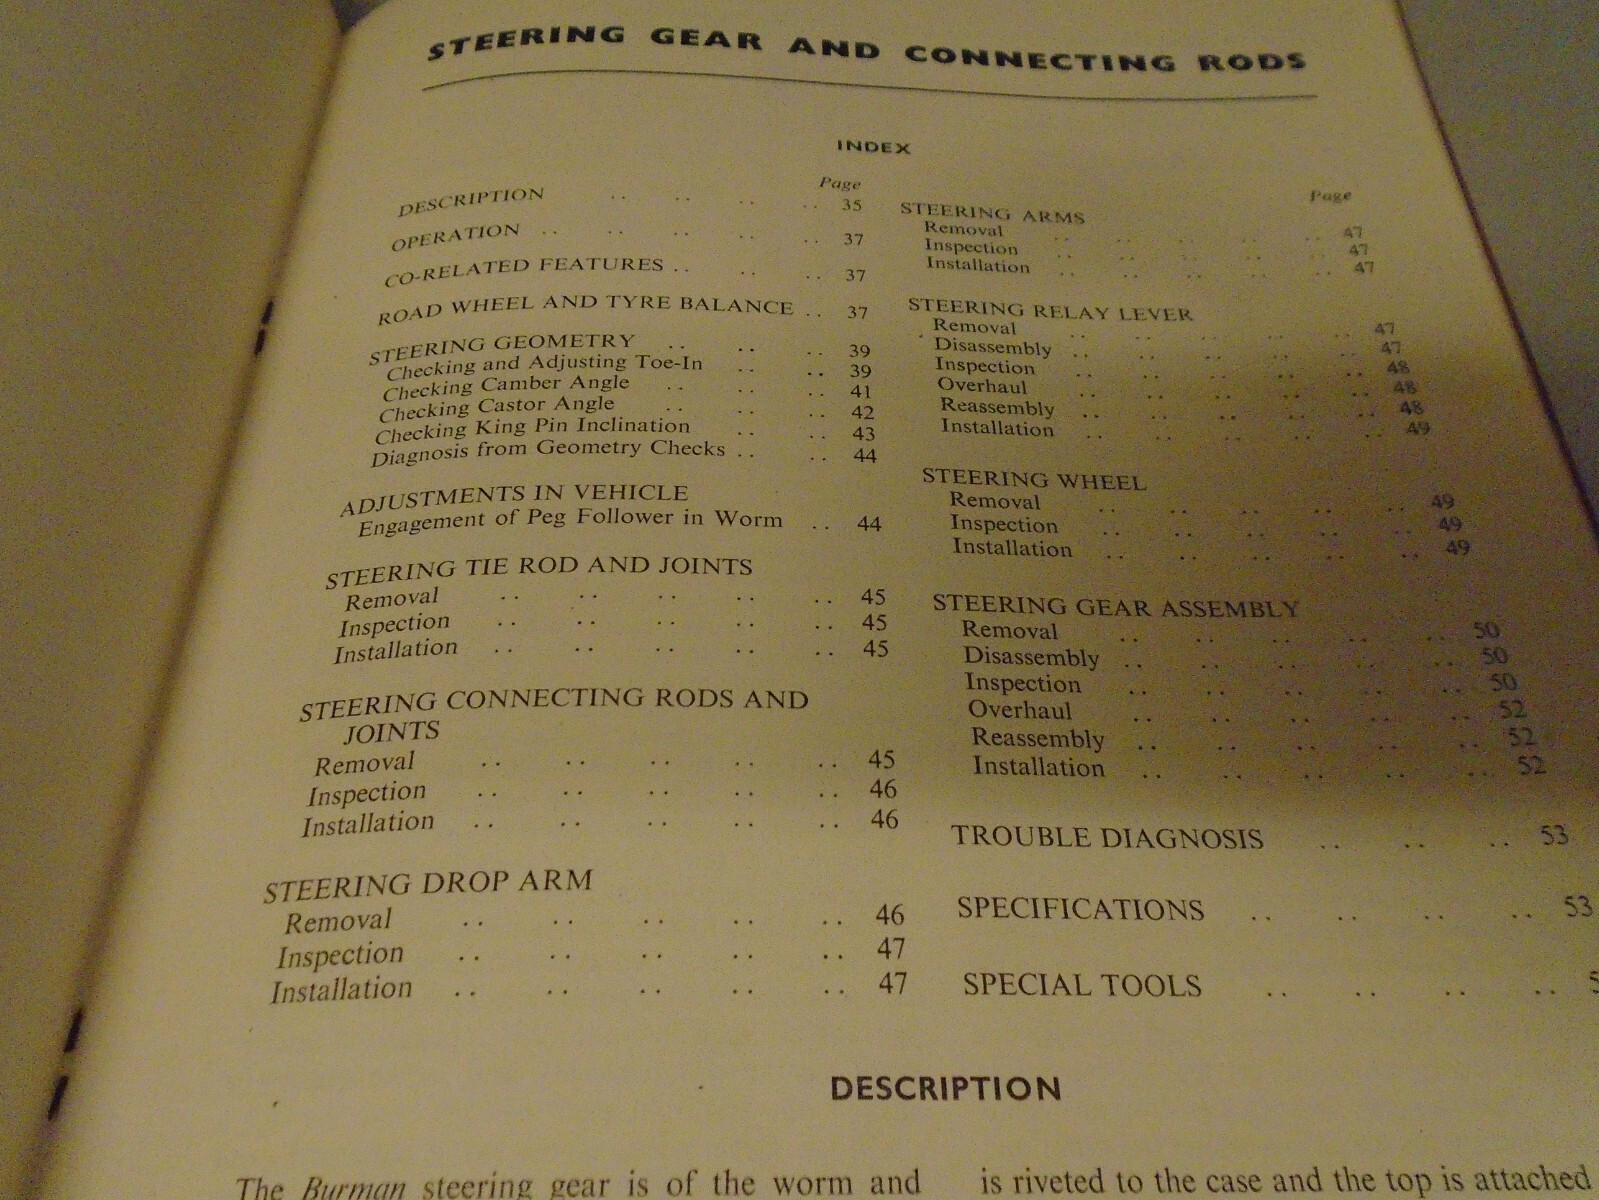 STEERING GEAR AND CONNECTING RODS
INDEX
Page
DESCRIPTION .. .. .. .. 35
OPERATION .. .. .. .. .. 37
CO-RELATED FEATURES .. .. .. 37
ROAD WHEEL AND TYRE BALANCE .. 37
STEERING GEOMETRY .. .. .. 39
Checking and Adjusting Toe-In .. .. 39
Checking Camber Angle .. .. .. 41
Checking Castor Angle .. .. .. 42
Checking King Pin Inclination .. .. 43
Diagnosis from Geometry Checks .. .. 44
ADJUSTMENTS IN VEHICLE
Engagement of Peg Follower in Worm .. 44
STEERING TIE ROD AND JOINTS
Removal .. .. .. .. .. 45
Inspection .. .. .. .. .. 45
Installation .. .. .. .. .. 45
STEERING CONNECTING RODS AND
JOINTS
Removal .. .. .. .. .. 45
Inspection .. .. .. .. .. 46
Installation .. .. .. .. .. 46
STEERING DROP ARM
Removal .. .. .. .. .. 46
Inspection .. .. .. .. .. 47
Installation .. .. .. .. .. 47
Page
STEERING ARMS
Removal .. .. .. .. .. 47
Inspection .. .. .. .. .. 47
Installation .. .. .. .. .. 47
STEERING RELAY LEVER
Removal .. .. .. .. .. 47
Disassembly .. .. .. .. .. 47
Inspection .. .. .. .. .. 48
Overhaul .. .. .. .. .. 48
Reassembly .. .. .. .. .. 48
Installation .. .. .. .. .. 49
STEERING WHEEL
Removal .. .. .. .. .. 49
Inspection .. .. .. .. .. 49
Installation .. .. .. .. .. 49
STEERING GEAR ASSEMBLY
Removal .. .. .. .. .. 50
Disassembly .. .. .. .. .. 50
Inspection .. .. .. .. .. 50
Overhaul .. .. .. .. .. 52
Reassembly .. .. .. .. .. 52
Installation .. .. .. .. .. 52
TROUBLE DIAGNOSIS .. .. .. 53
SPECIFICATIONS .. .. .. .. 53
SPECIAL TOOLS .. .. .. ..
DESCRIPTION
The Burman steering gear is of the worm and
is riveted to the case and the top is attached